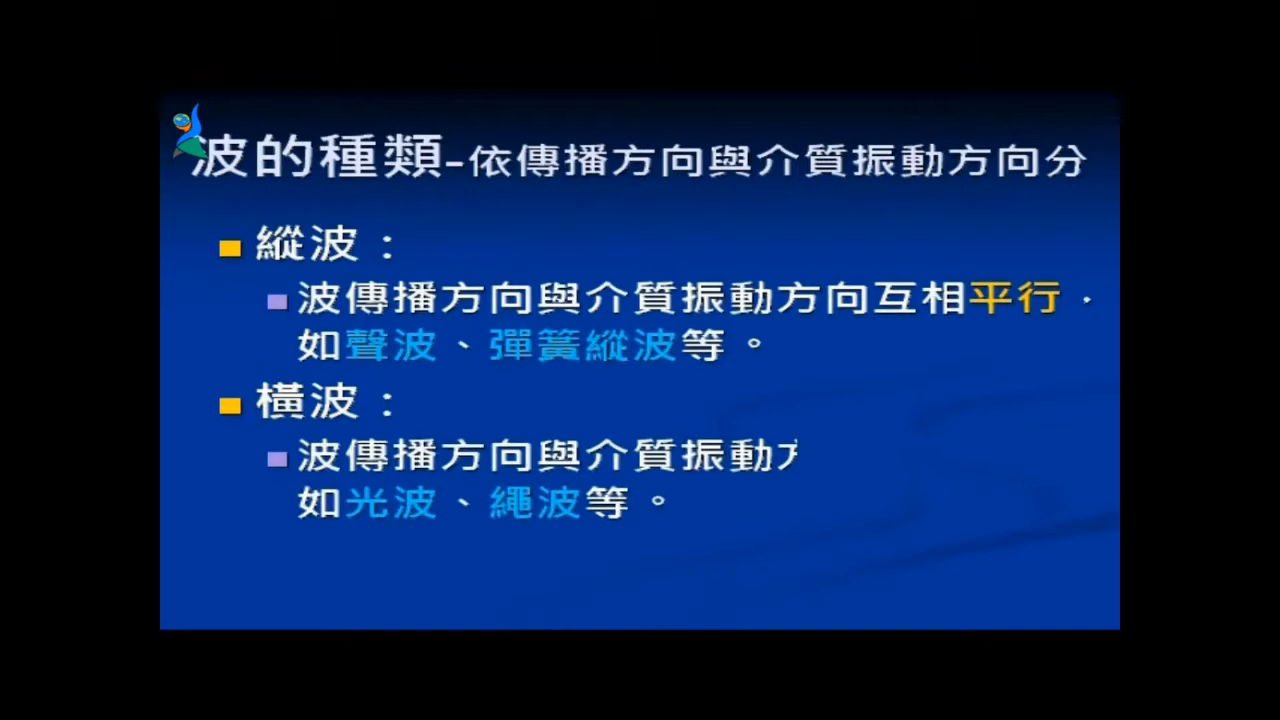 波的種類-依傳播方向與介質振動方向分
縱波：
波傳播方向與介質振動方向互相平行，
如聲波、彈簧縱波等。
橫波：
波傳播方向與介質振動
如光波、繩波等。